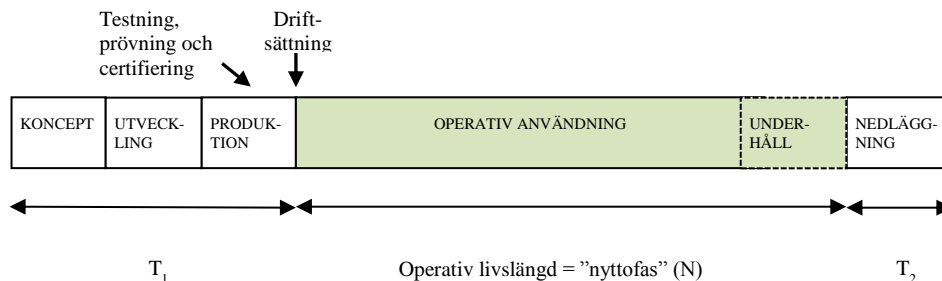 Testning,
prövning och
certifiering
Drift-
sättning
KONCEPT
UTVECK-
LING
PRODUK-
TION
OPERATIV ANVÄNDNING
UNDER-
HÅLL
NEDLÄGG-
NING
T1
Operativ livslängd = ”nyttofas” (N)
T2